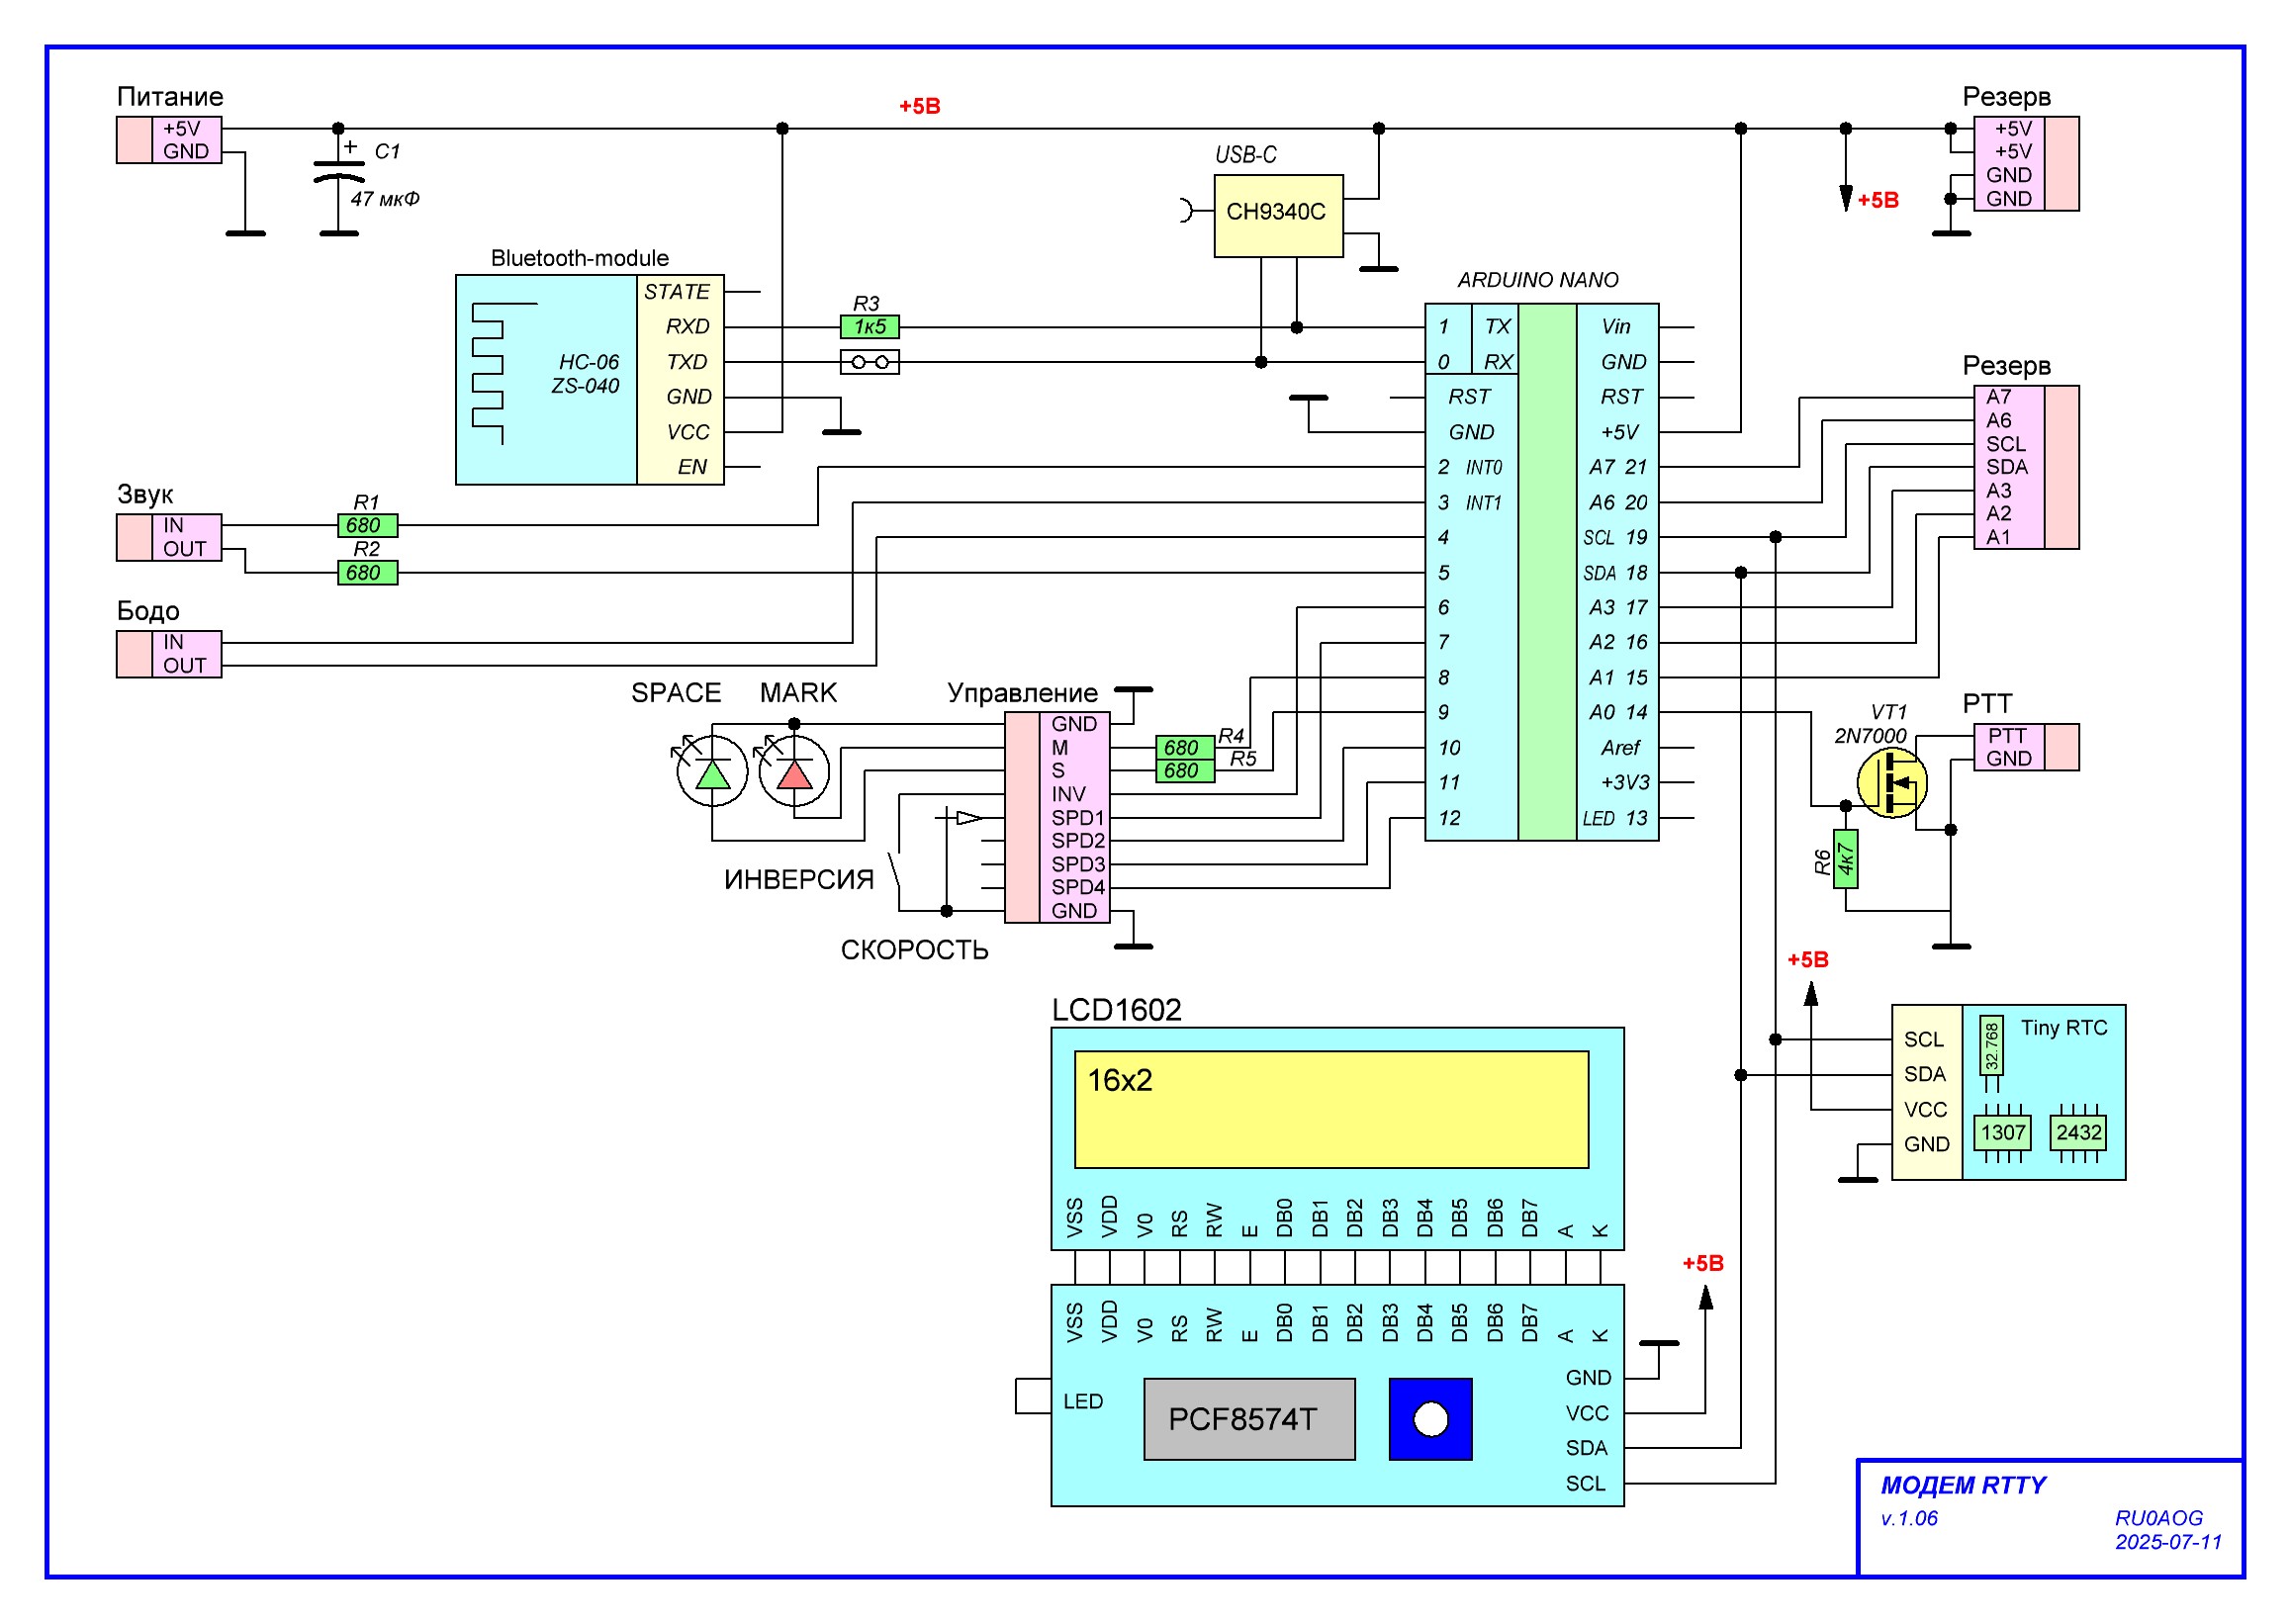 Питание
+5V
GND
+
C1
47 мкФ
+5В
USB-C
CH9340C
+5В
Резерв
+5V
+5V
GND
GND
Bluetooth-module
HC-06
ZS-040
STATE
RXD
TXD
GND
VCC
EN
R3
1к5
ARDUINO NANO
1 TX
0 RX
RST
GND
2 INT0
3 INT1
4
5
6
7
8
9
10
11
12
Vin
GND
RST
+5V
A7 21
A6 20
SCL 19
SDA 18
A3 17
A2 16
A1 15
A0 14
Aref
+3V3
LED 13
Резерв
A7
A6
SCL
SDA
A3
A2
A1
Звук
IN
OUT
R1
680
R2
680
Бодо
IN
OUT
SPACE
MARK
Управление
GND
M
S
INV
SPD1
SPD2
SPD3
SPD4
GND
680
R4
680
R5
ИНВЕРСИЯ
СКОРОСТЬ
VT1
2N7000
PTT
PTT
GND
R6
4к7
+5В
SCL
SDA
VCC
GND
32.768
Tiny RTC
1307
2432
LCD1602
16x2
VSS VDD V0 RS RW E DB0 DB1 DB2 DB3 DB4 DB5 DB6 DB7 A K
VSS VDD V0 RS RW E DB0 DB1 DB2 DB3 DB4 DB5 DB6 DB7 A K
LED
PCF8574T
GND
VCC
SDA
SCL
+5В
МОДЕМ RTTY
v.1.06
RU0AOG
2025-07-11